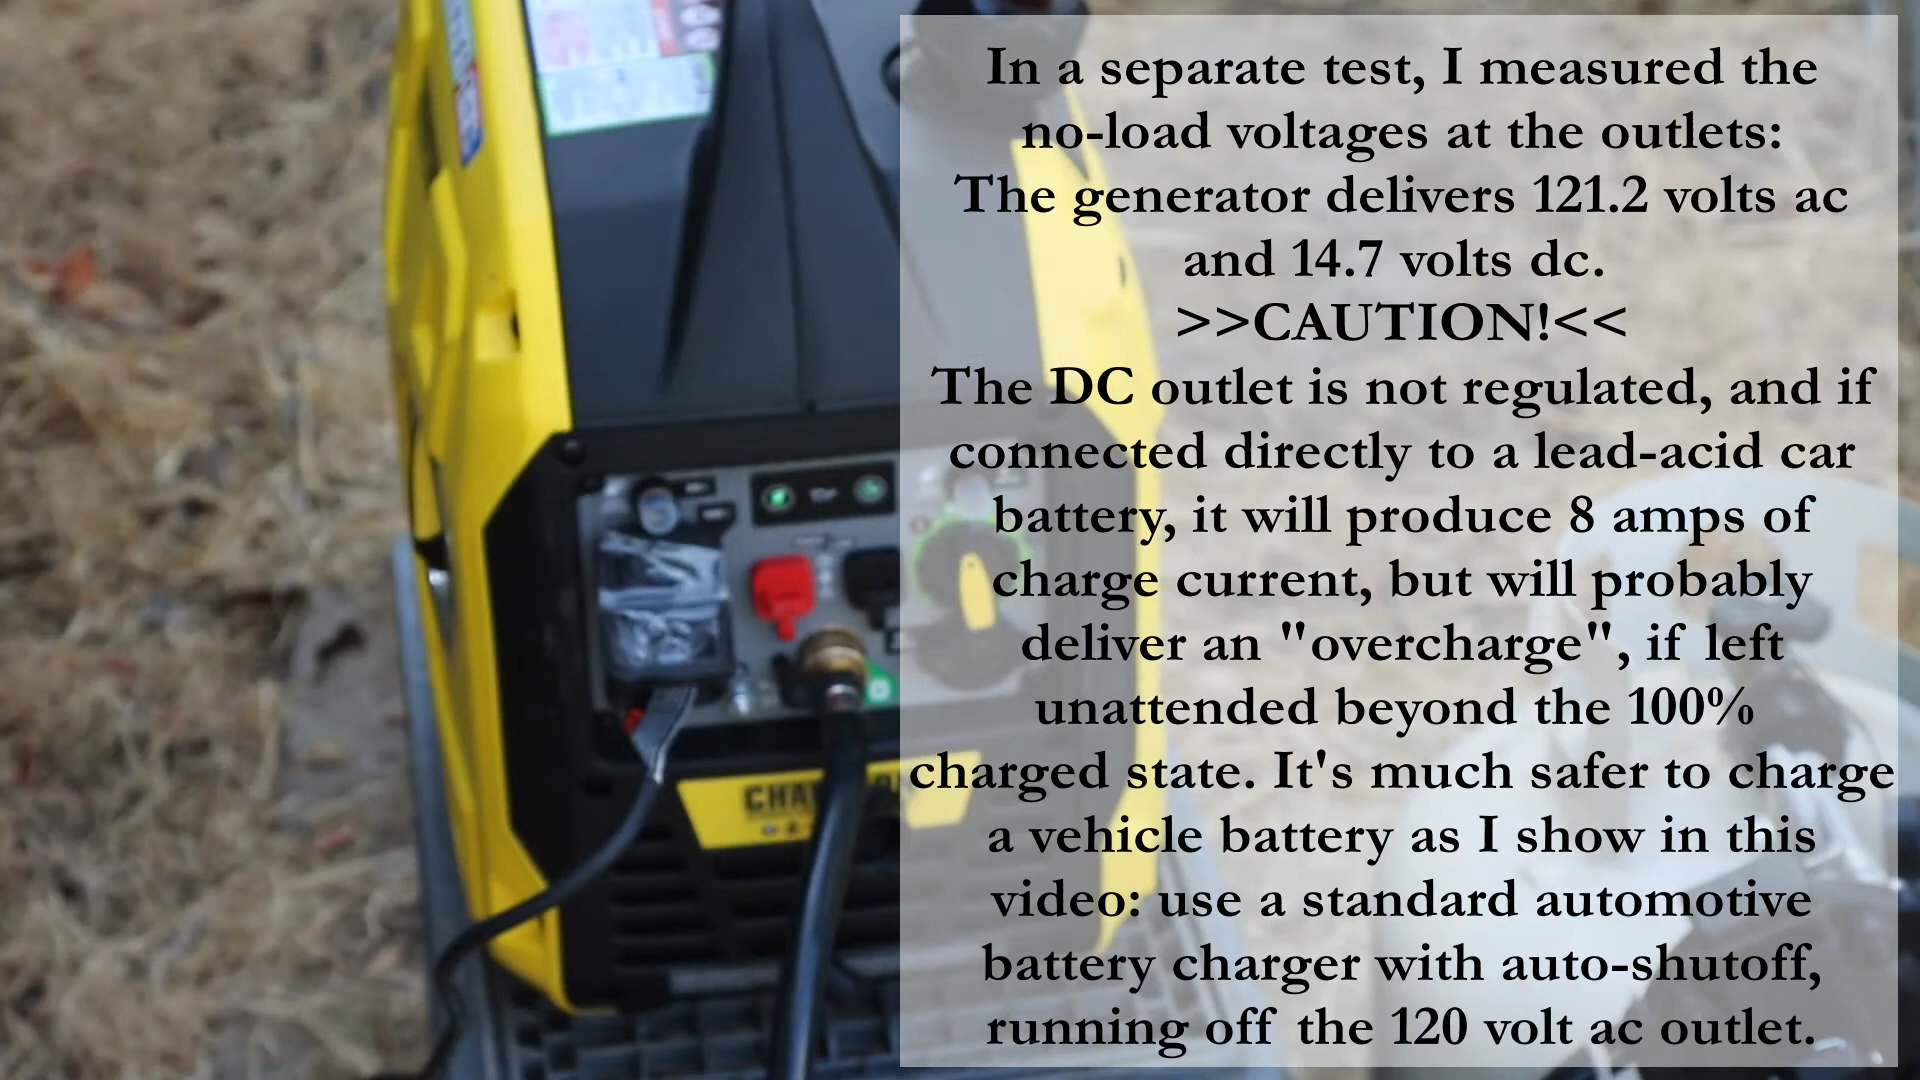 In a separate test, I measured the
no-load voltages at the outlets:
The generator delivers 121.2 volts ac
and 14.7 volts dc.
>>CAUTION!<<
The DC outlet is not regulated, and if
connected directly to a lead-acid car
battery, it will produce 8 amps of
charge current, but will probably
deliver an "overcharge", if left
unattended beyond the 100%
charged state. It's much safer to charge
a vehicle battery as I show in this
video: use a standard automotive
battery charger with auto-shutoff,
running off the 120 volt ac outlet.